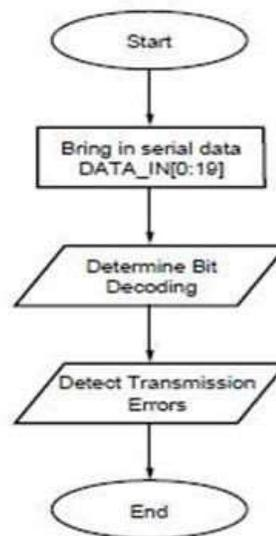 Start
Bring in serial data
DATA_IN[0:19]
Determine Bit
Decoding
Detect Transmission
Errors
End